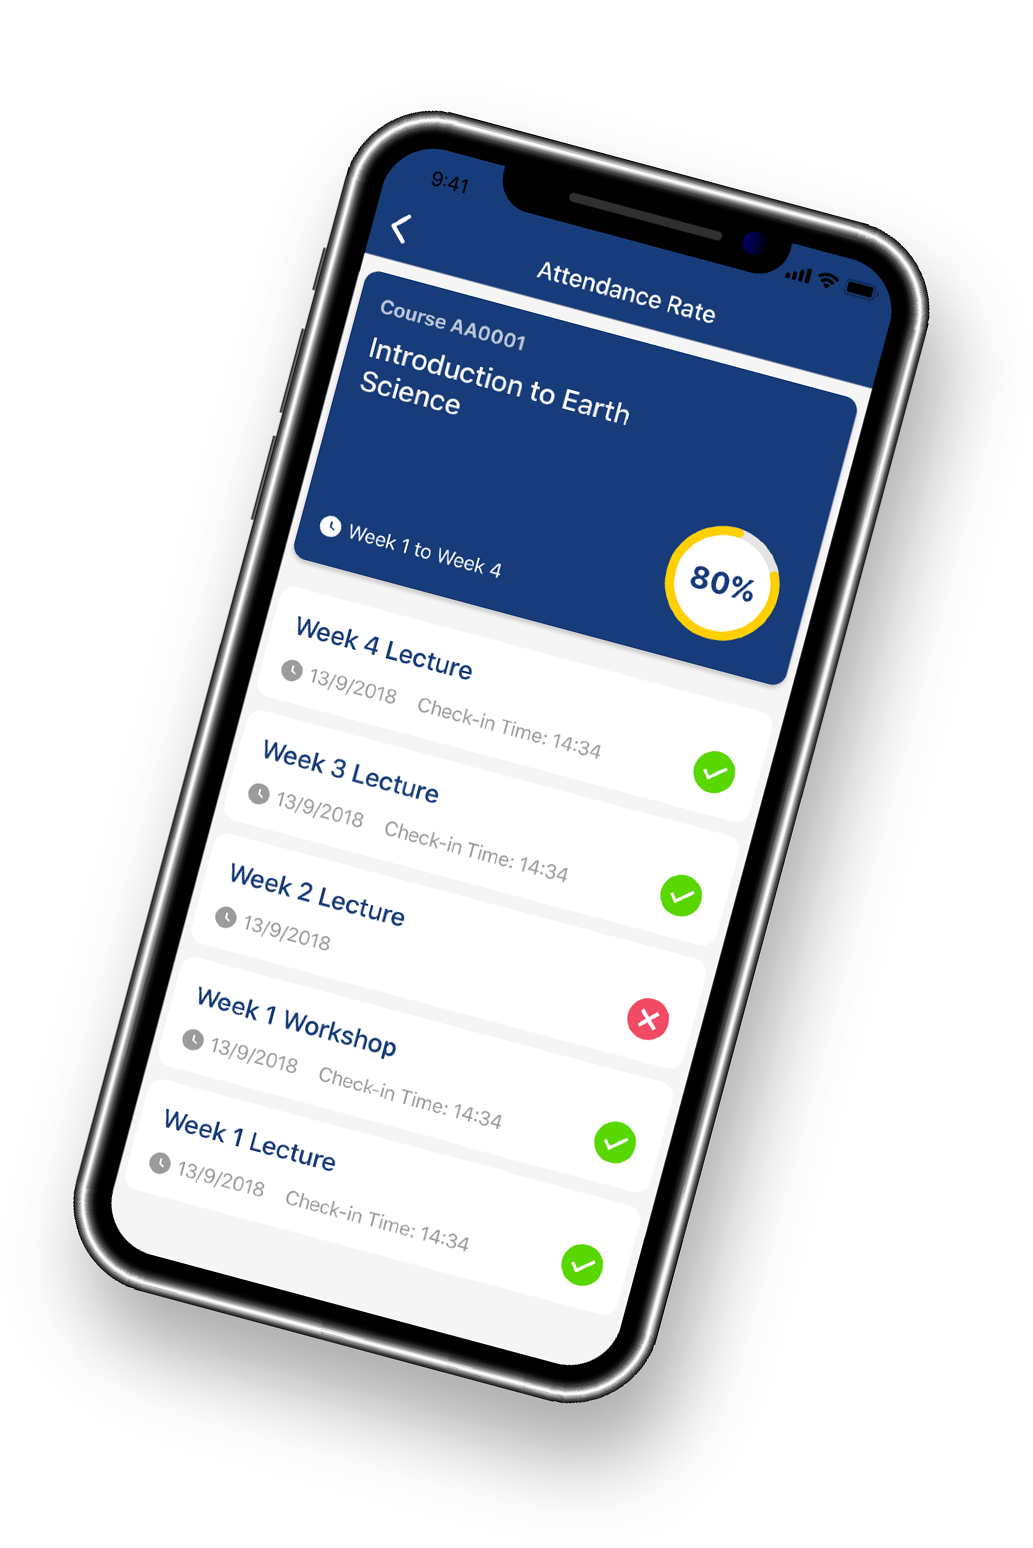 9:41
Attendance Rate
Course AA0001
Introduction to Earth
Science
Week 1 to Week 4
80%
Week 4 Lecture
13/9/2018 Check-in Time: 14:34
Week 3 Lecture
13/9/2018 Check-in Time: 14:34
Week 2 Lecture
13/9/2018
Week 1 Workshop
13/9/2018 Check-in Time: 14:34
Week 1 Lecture
13/9/2018 Check-in Time: 14:34